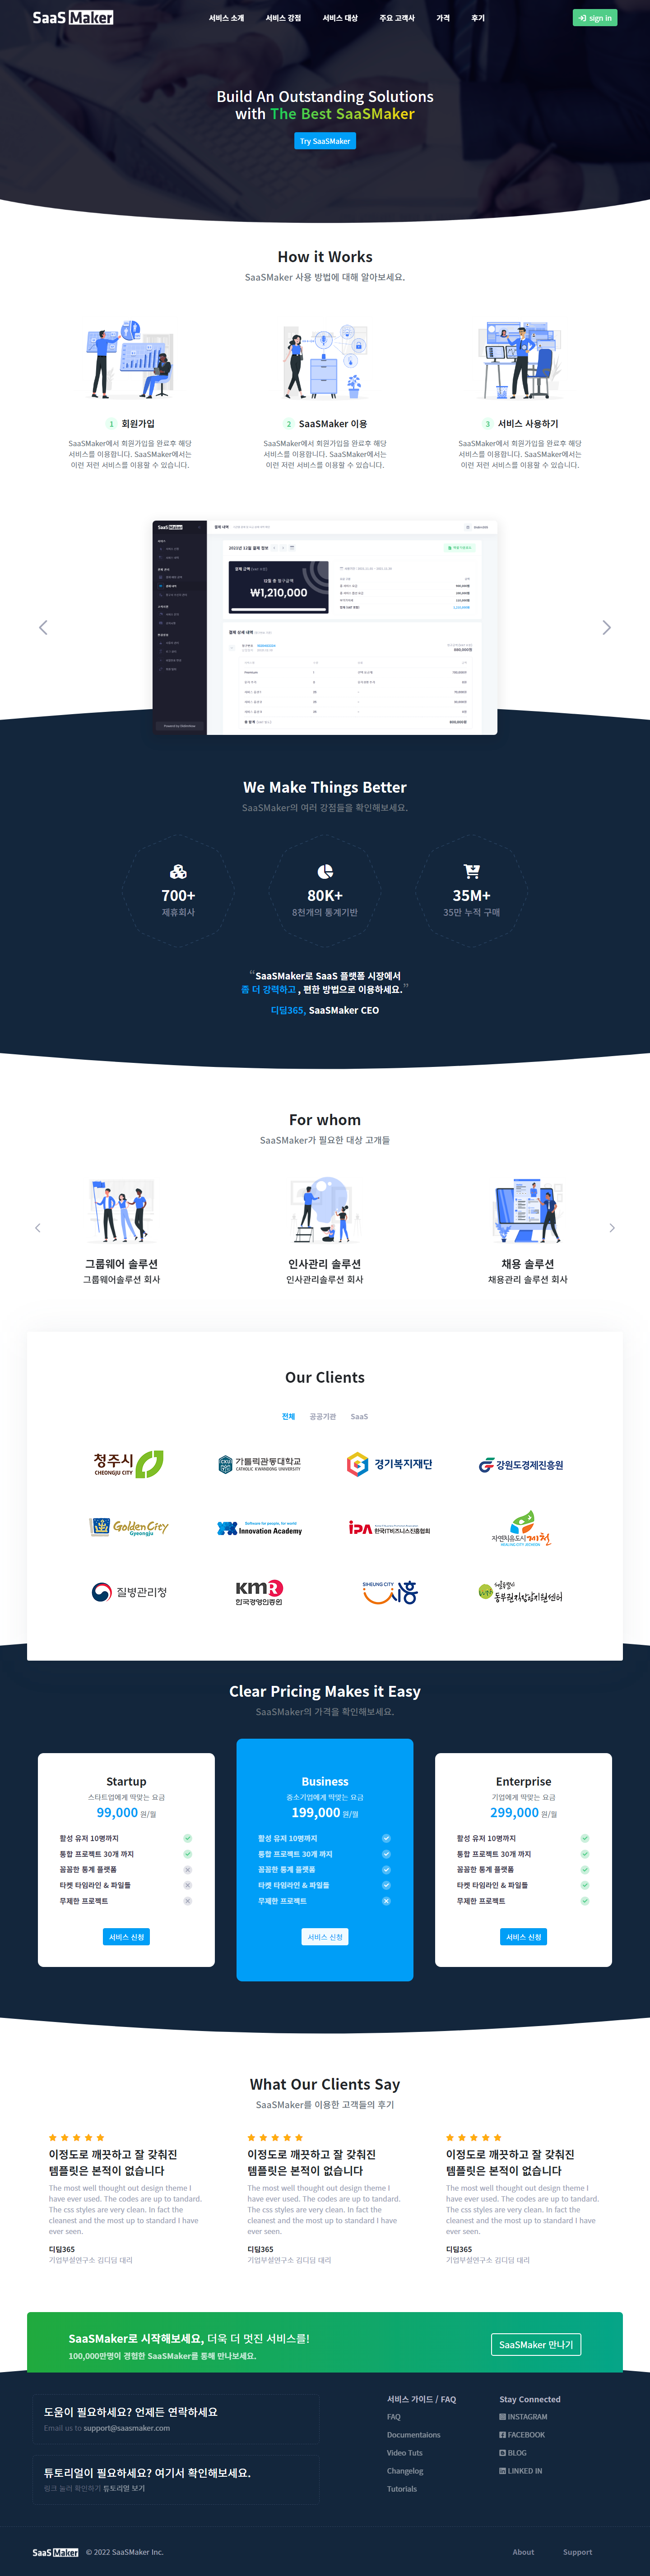 SaaS Maker
서비스 소개 서비스 강점 서비스 대상 주요 고객사 가격 후기
sign in
Build An Outstanding Solutions
with The Best SaaSMaker
Try SaaSMaker
How it Works
SaaSMaker 사용 방법에 대해 알아보세요.
1 회원가입
SaaSMaker에서 회원가입을 완료후 해당
서비스를 이용합니다. SaaSMaker에서는
이런 저런 서비스를 이용할 수 있습니다.
2 SaaSMaker 이용
SaaSMaker에서 회원가입을 완료후 해당
서비스를 이용합니다. SaaSMaker에서는
이런 저런 서비스를 이용할 수 있습니다.
3 서비스 사용하기
SaaSMaker에서 회원가입을 완료후 해당
서비스를 이용합니다. SaaSMaker에서는
이런 저런 서비스를 이용할 수 있습니다.
SaaS Maker
결제 내역
2021년 12월 결제 정보
결제 금액
12월 총 청구금액
₩1,210,000
결제 상세 내역
We Make Things Better
SaaSMaker의 여러 강점들을 확인해보세요.
700+
제휴회사
80K+
8천개의 통계기반
35M+
35만 누적 구매
“SaaSMaker로 SaaS 플랫폼 시장에서
좀 더 강력하고, 편한 방법으로 이용하세요.”
디딤365, SaaSMaker CEO
For whom
SaaSMaker가 필요한 대상 고개들
그룹웨어 솔루션
그룹웨어솔루션 회사
인사관리 솔루션
인사관리솔루션 회사
채용 솔루션
채용관리 솔루션 회사
Our Clients
전체 공공기관 SaaS
청주시
CHEONGJU CITY
가톨릭관동대학교
CATHOLIC KWANDONG UNIVERSITY
경기복지재단
강원도경제진흥원
Golden City
Gyeongju
Software for people, for world
Innovation Academy
IPA
한국IT비즈니스진흥협회
자연치유도시 제천
HEALING CITY JECHEON
질병관리청
KMR
한국경영인증원
SIHEUNG CITY
시흥
동부권직장맘지원센터
Clear Pricing Makes it Easy
SaaSMaker의 가격을 확인해보세요.
Startup
스타트업에게 딱맞는 요금
99,000 원/월
활성 유저 10명까지
통합 프로젝트 30개 까지
꼼꼼한 통계 플랫폼
타켓 타임라인 & 파일들
무제한 프로젝트
서비스 신청
Business
중소기업에게 딱맞는 요금
199,000 원/월
활성 유저 10명까지
통합 프로젝트 30개 까지
꼼꼼한 통계 플랫폼
타켓 타임라인 & 파일들
무제한 프로젝트
서비스 신청
Enterprise
기업에게 딱맞는 요금
299,000 원/월
활성 유저 10명까지
통합 프로젝트 30개 까지
꼼꼼한 통계 플랫폼
타켓 타임라인 & 파일들
무제한 프로젝트
서비스 신청
What Our Clients Say
SaaSMaker를 이용한 고객들의 후기
이정도로 깨끗하고 잘 갖춰진
템플릿은 본적이 없습니다
The most well thought out design theme I
have ever used. The codes are up to tandard.
The css styles are very clean. In fact the
cleanest and the most up to standard I have
ever seen.
디딤365
기업부설연구소 김디딤 대리
이정도로 깨끗하고 잘 갖춰진
템플릿은 본적이 없습니다
The most well thought out design theme I
have ever used. The codes are up to tandard.
The css styles are very clean. In fact the
cleanest and the most up to standard I have
ever seen.
디딤365
기업부설연구소 김디딤 대리
이정도로 깨끗하고 잘 갖춰진
템플릿은 본적이 없습니다
The most well thought out design theme I
have ever used. The codes are up to tandard.
The css styles are very clean. In fact the
cleanest and the most up to standard I have
ever seen.
디딤365
기업부설연구소 김디딤 대리
SaaSMaker로 시작해보세요, 더욱 더 멋진 서비스를!
100,000만명이 경험한 SaaSMaker를 통해 만나보세요.
SaaSMaker 만나기
도움이 필요하세요? 언제든 연락하세요
Email us to support@saasmaker.com
튜토리얼이 필요하세요? 여기서 확인해보세요.
링크 눌러 확인하기 튜토리얼 보기
서비스 가이드 / FAQ
FAQ
Documentaions
Video Tuts
Changelog
Tutorials
Stay Connected
INSTAGRAM
FACEBOOK
BLOG
LINKED IN
SaaS Maker © 2022 SaaSMaker Inc.
About Support